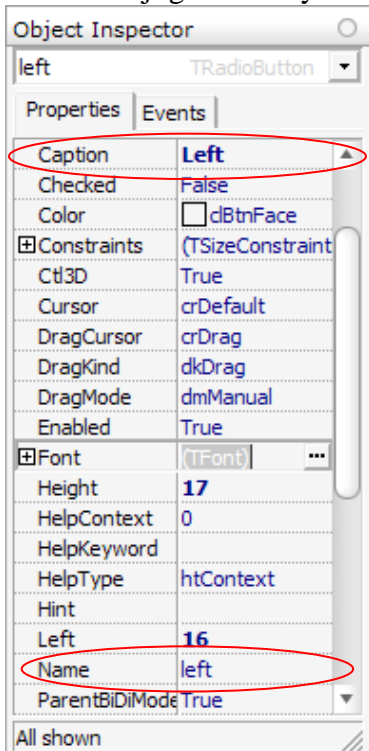 Object Inspector
left TRadioButton
Properties Events
Caption Left
Checked False
Color clBtnFace
Constraints (TSizeConstraint
Ctl3D True
Cursor crDefault
DragCursor crDrag
DragKind dkDrag
DragMode dmManual
Enabled True
Font (TFont) ...
Height 17
HelpContext 0
HelpKeyword
HelpType htContext
Hint
Left 16
Name left
ParentBiDiMode True
All shown